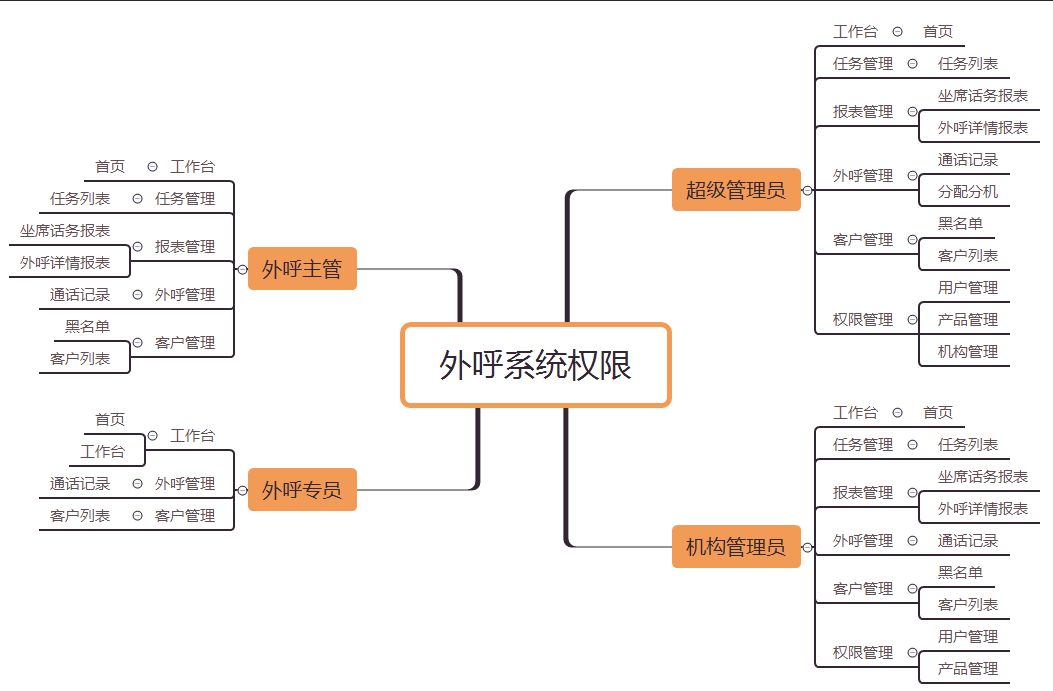 外呼系统权限
超级管理员
工作台
首页
任务管理
任务列表
报表管理
坐席话务报表
外呼详情报表
外呼管理
通话记录
分配分机
客户管理
黑名单
客户列表
权限管理
用户管理
产品管理
机构管理
机构管理员
工作台
首页
任务管理
任务列表
报表管理
坐席话务报表
外呼详情报表
外呼管理
通话记录
客户管理
黑名单
客户列表
权限管理
用户管理
产品管理
外呼主管
工作台
首页
任务管理
任务列表
报表管理
坐席话务报表
外呼详情报表
外呼管理
通话记录
客户管理
黑名单
客户列表
外呼专员
工作台
首页
工作台
外呼管理
通话记录
客户管理
客户列表